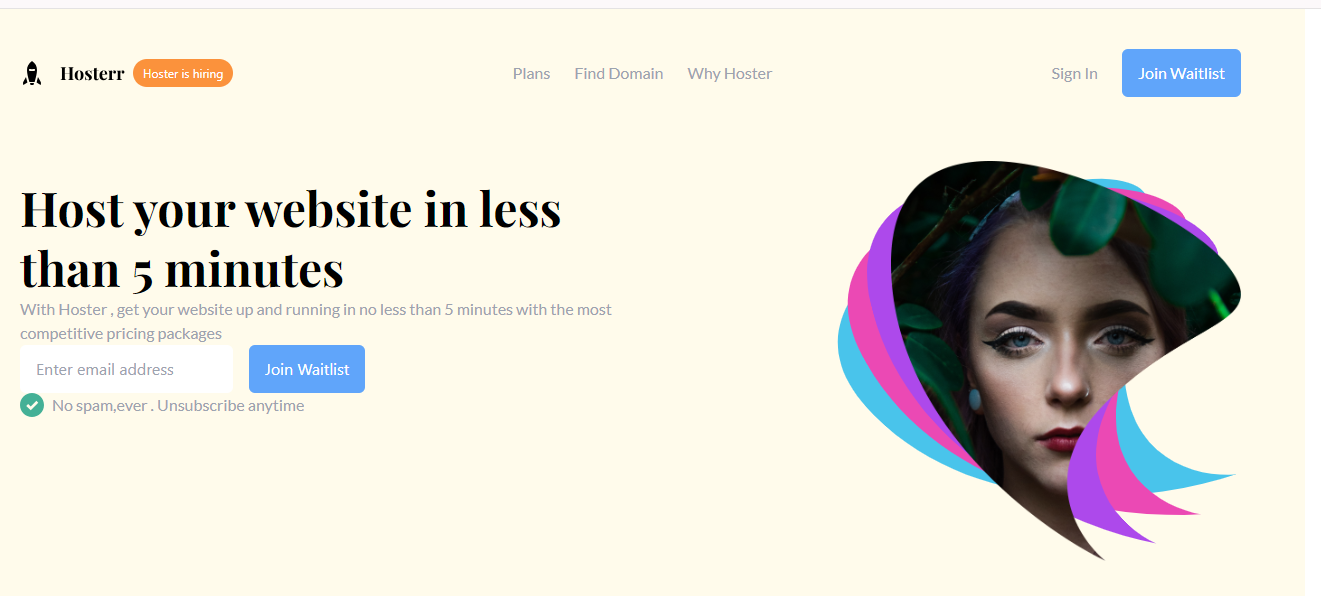 Hosterr Hoster is hiring Plans Find Domain Why Hoster Sign In Join Waitlist
Host your website in less
than 5 minutes
With Hoster , get your website up and running in no less than 5 minutes with the most
competitive pricing packages
Enter email address Join Waitlist
No spam,ever . Unsubscribe anytime